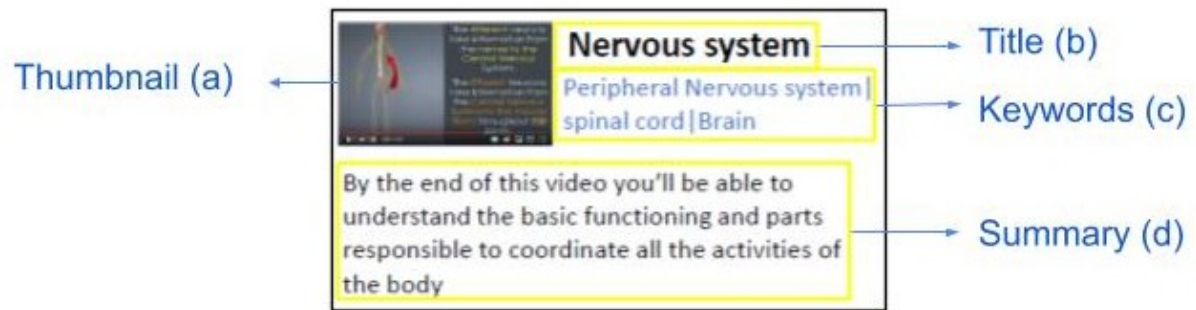 Nervous system
Title (b)
Thumbnail (a)
Peripheral Nervous system|
spinal cord|Brain
Keywords (c)
By the end of this video you'll be able to
understand the basic functioning and parts
responsible to coordinate all the activities of
the body
Summary (d)